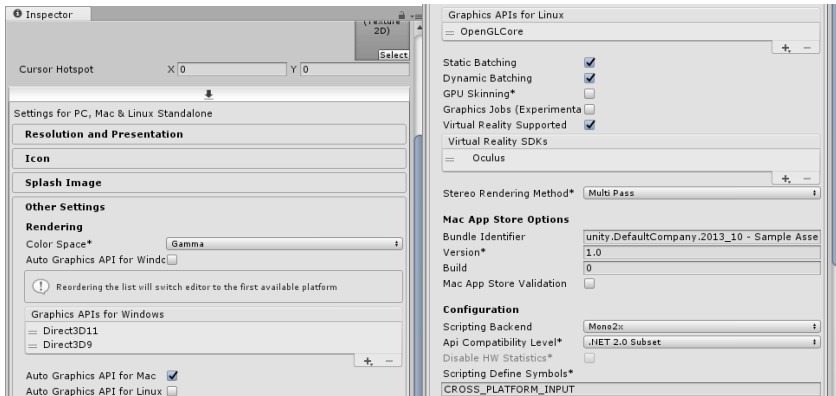 Inspector
(Texture
2D)
Select
Cursor Hotspot X 0 Y 0
Settings for PC, Mac & Linux Standalone
Resolution and Presentation
Icon
Splash Image
Other Settings
Rendering
Color Space* Gamma
Auto Graphics API for Windo
Reordering the list will switch editor to the first available platform
Graphics APIs for Windows
Direct3D11
Direct3D9
Auto Graphics API for Mac
Auto Graphics API for Linux
Graphics APIs for Linux
OpenGLCore
Static Batching
Dynamic Batching
GPU Skinning*
Graphics Jobs (Experimenta
Virtual Reality Supported
Virtual Reality SDKs
Oculus
Stereo Rendering Method* Multi Pass
Mac App Store Options
Bundle Identifier unity.DefaultCompany.2013_10 - Sample Asse
Version* 1.0
Build 0
Mac App Store Validation
Configuration
Scripting Backend Mono2x
Api Compatibility Level* .NET 2.0 Subset
Disable HW Statistics*
Scripting Define Symbols*
CROSS_PLATFORM_INPUT